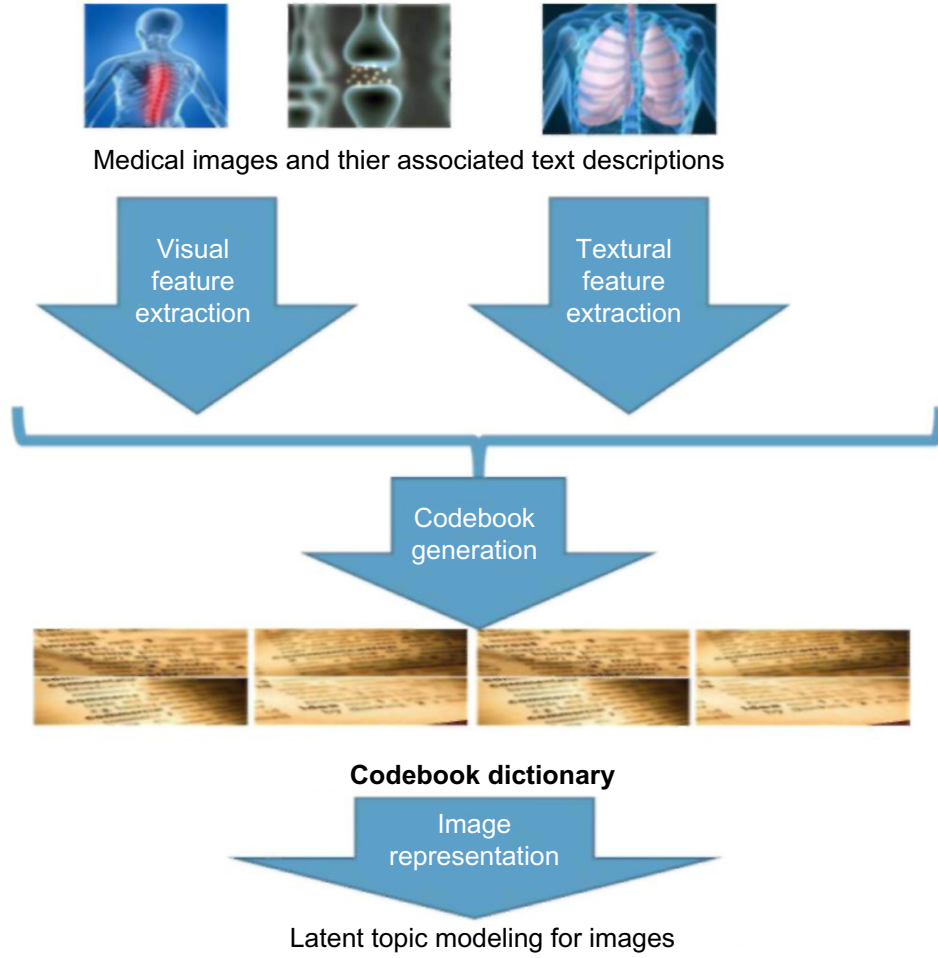 Medical images and thier associated text descriptions
Visual
feature
extraction
Textural
feature
extraction
Codebook
generation
Codebook dictionary
Image
representation
Latent topic modeling for images